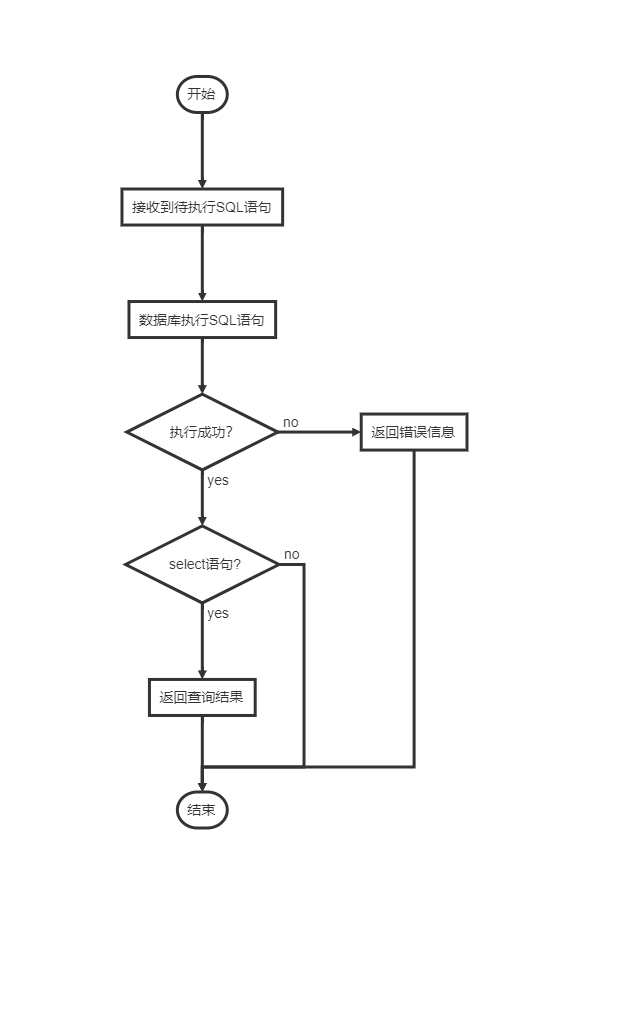 开始
接收到待执行SQL语句
数据库执行SQL语句
执行成功?
no
返回错误信息
yes
select语句?
no
yes
返回查询结果
结束